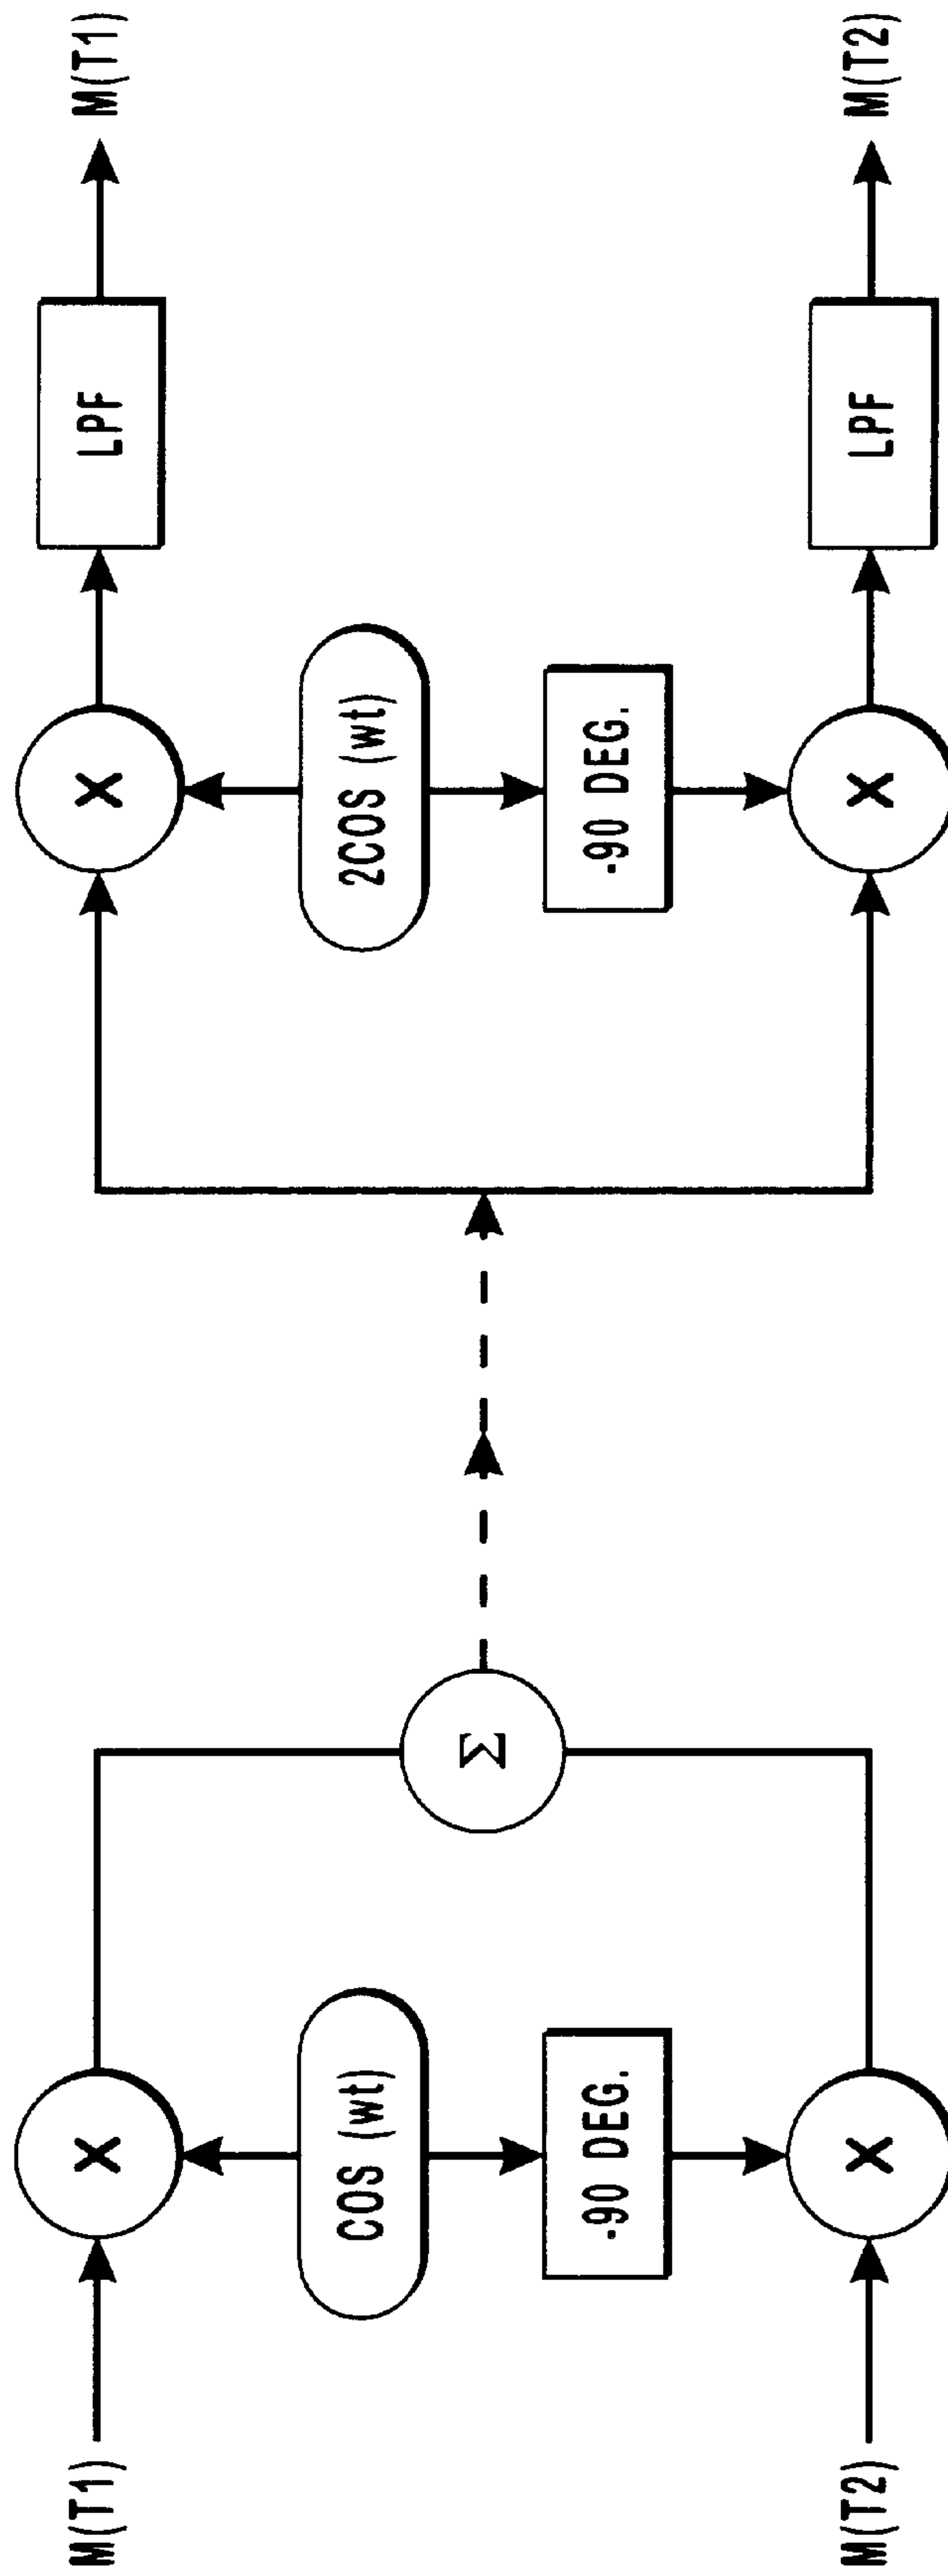 M(T1)
X
COS (wt)
-90 DEG.
X
M(T2)
Σ
X
2COS (wt)
-90 DEG.
X
LPF
LPF
M(T1)
M(T2)